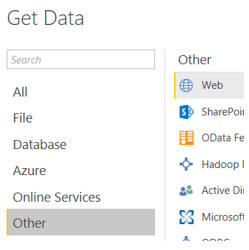 Get Data
Search
All
File
Database
Azure
Online Services
Other
Other
Web
SharePoi
OData Fe
Hadoop
Active Dir
Microsoft